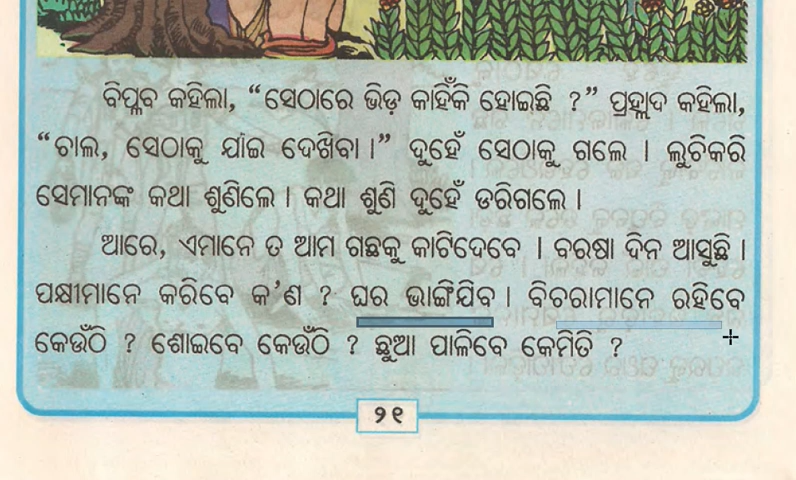 ବିପ୍ଳବ କହିଲା, “ସେଠାରେ ଭିଡ଼ କାହିଁକି ହୋଇଛି ?” ପ୍ରହ୍ଲାଦ କହିଲା,
“ଚାଲ, ସେଠାକୁ ଯାଁଇ ଦେଖିବା ।” ଦୁହେଁ ସେଠାକୁ ଗଲେ । ଲୁଚିକରି
ସେମାନଙ୍କ କଥା ଶୁଣିଲେ । କଥା ଶୁଣି ଦୁହେଁ ଡରିଗଲେ ।
ଆରେ, ଏମାନେ ତ ଆମ ଗଛକୁ କାଟିଦେବେ । ବରଷା ଦିନ ଆସୁଛି ।
ପକ୍ଷୀମାନେ କରିବେ କ’ଣ ? ଘର ଭାଙ୍ଗିଯିବ । ବିଚରାମାନେ ରହିବେ
କେଉଁଠି ? ଶୋଇବେ କେଉଁଠି ? ଛୁଆ ପାଳିବେ କେମିତି ?
୨୧